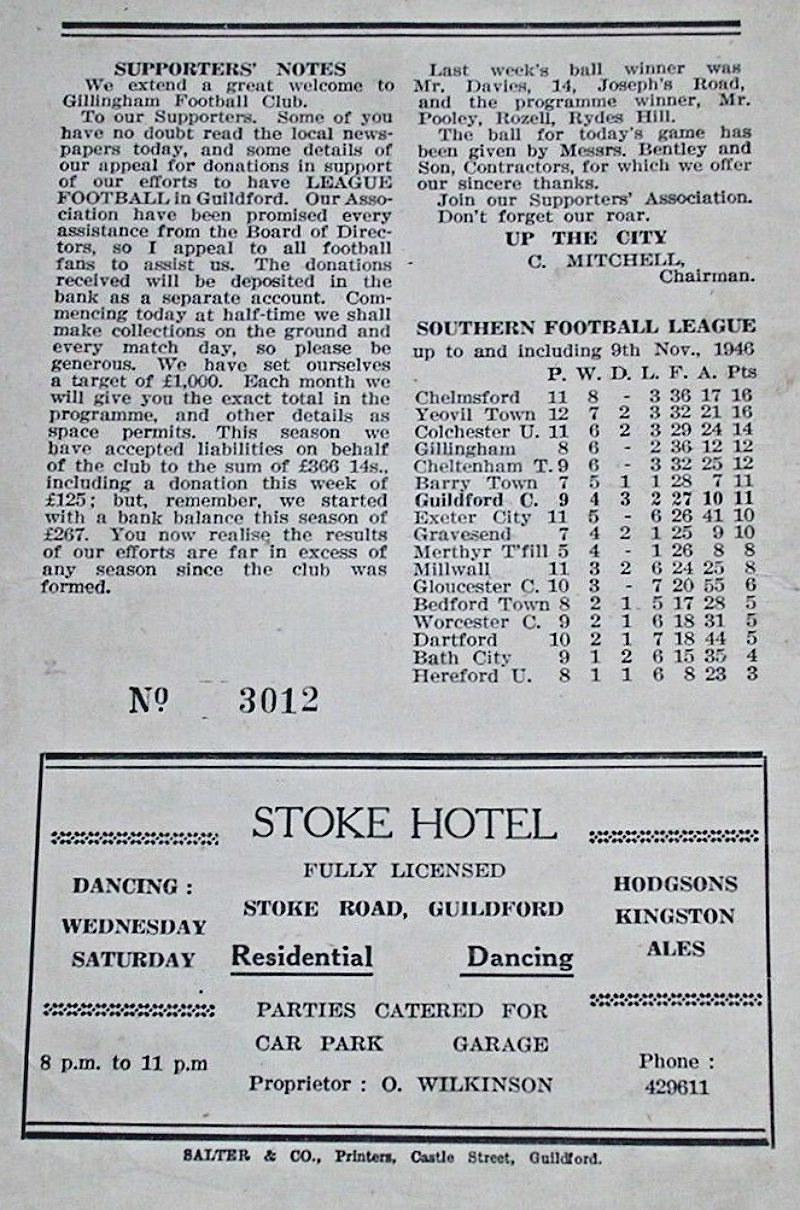 SUPPORTERS' NOTES
We extend a great welcome to
Gillingham Football Club.
To our Supporters. Some of you
have no doubt read the local news-
papers today, and some details of
our appeal for donations in support
of our efforts to have LEAGUE
FOOTBALL in Guildford. Our Asso-
ciation have been promised every
assistance from the Board of Direc-
tors, so I appeal to all football
fans to assist us. The donations
received will be deposited in the
bank as a separate account. Com-
mencing today at half-time we shall
make collections on the ground and
every match day, so please be
generous. We have set ourselves
a target of £1,000. Each month we
will give you the exact total in the
programme, and other details as
space permits. This season we
have accepted liabilities on behalf
of the club to the sum of £366 14s.,
including a donation this week of
£125; but, remember, we started
with a bank balance this season of
£267. You now realise the results
of our efforts are far in excess of
any season since the club was
formed.
No 3012
Last week's ball winner was
Mr. Davies, 14, Joseph's Road,
and the programme winner, Mr.
Pooley, Rozell, Rydes Hill.
The ball for today's game has
been given by Messrs. Bentley and
Son, Contractors, for which we offer
our sincere thanks.
Join our Supporters' Association.
Don't forget our roar.
UP THE CITY
C. MITCHELL,
Chairman.
SOUTHERN FOOTBALL LEAGUE
up to and including 9th Nov., 1946
P. W. D. L. F. A. Pts
Chelmsford 11 8 - 3 36 17 16
Yeovil Town 12 7 2 3 32 21 16
Colchester U. 11 6 2 3 29 24 14
Gillingham 8 6 - 2 36 12 12
Cheltenham T. 9 6 - 3 32 25 12
Barry Town 7 5 1 1 28 7 11
Guildford C. 9 4 3 2 27 10 11
Exeter City 11 5 - 6 26 41 10
Gravesend 7 4 2 1 25 9 10
Merthyr T'fill 5 4 - 1 26 8 8
Millwall 11 3 2 6 24 25 8
Gloucester C. 10 3 - 7 20 55 6
Bedford Town 8 2 1 5 17 28 5
Worcester C. 9 2 1 6 18 31 5
Dartford 10 2 1 7 18 44 5
Bath City 9 1 2 6 15 35 4
Hereford U. 8 1 1 6 8 23 3
STOKE HOTEL
FULLY LICENSED
STOKE ROAD, GUILDFORD
Residential Dancing
PARTIES CATERED FOR
CAR PARK GARAGE
Proprietor : O. WILKINSON
DANCING :
WEDNESDAY
SATURDAY
8 p.m. to 11 p.m
HODGSONS
KINGSTON
ALES
Phone :
429611
SALTER & CO., Printers, Castle Street, Guildford.